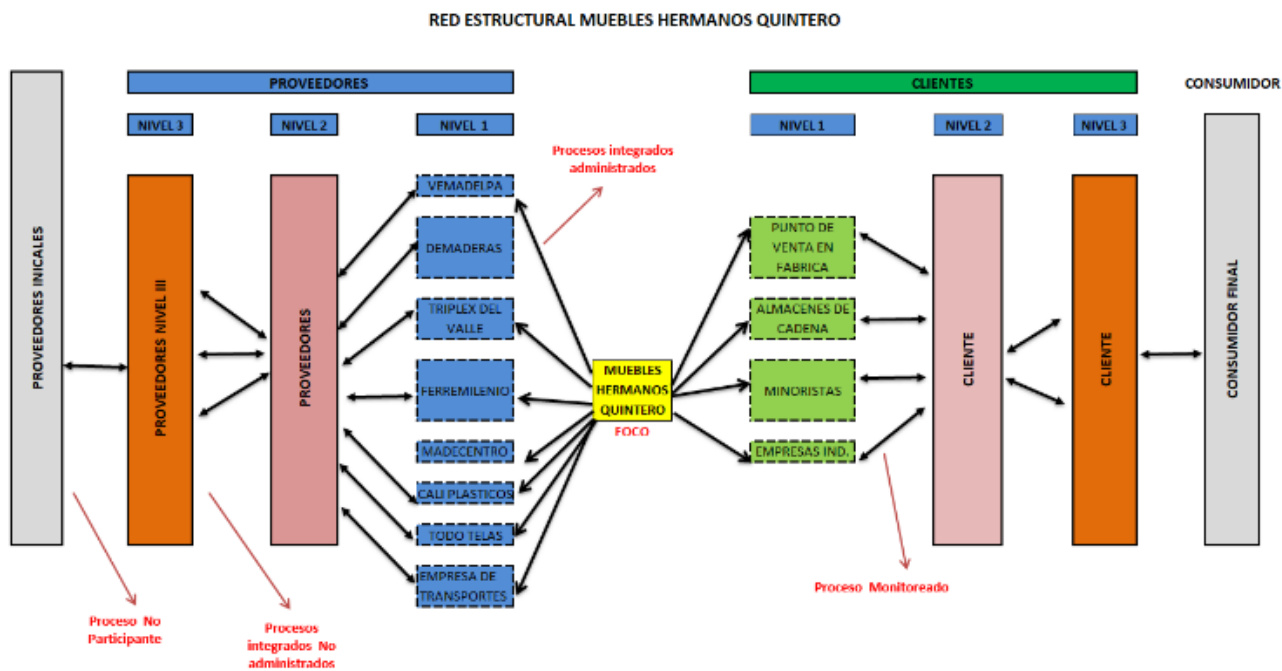 RED ESTRUCTURAL MUEBLES HERMANOS QUINTERO
PROVEEDORES
CLIENTES
CONSUMIDOR
NIVEL 3
NIVEL 2
NIVEL 1
NIVEL 1
NIVEL 2
NIVEL 3
PROVEEDORES INICALES
PROVEEDORES NIVEL III
PROVEEDORES
VEMADELPA
DEMADERAS
TRIPLEX DEL
VALLE
FERREMILENIO
MADECENTRO
CALI PLASTICOS
TODO TELAS
EMPRESA DE
TRANSPORTES
Procesos integrados
administrados
MUEBLES
HERMANOS
QUINTERO
FOCO
PUNTO DE
VENTA EN
FABRICA
ALMACENES DE
CADENA
MINORISTAS
EMPRESAS IND.
CLIENTE
CLIENTE
CONSUMIDOR FINAL
Proceso No
Participante
Procesos
integrados No
administrados
Proceso Monitoreado